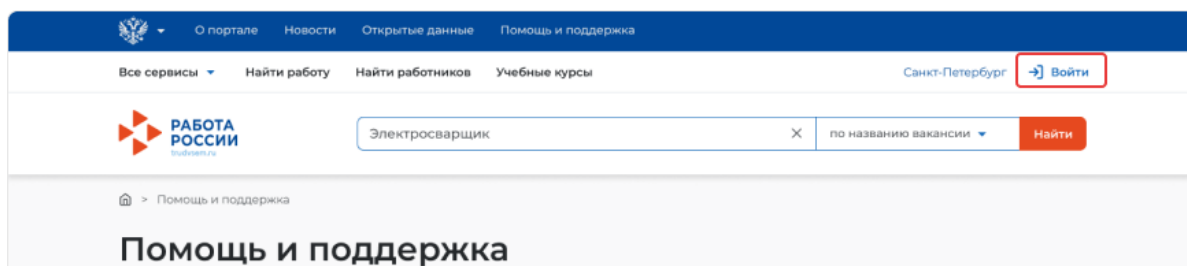 О портале Новости Открытые данные Помощь и поддержка
Все сервисы Найти работу Найти работников Учебные курсы Санкт-Петербург Войти
РАБОТА
РОССИИ
trudvsem.ru
Электросварщик по названию вакансии Найти
> Помощь и поддержка
Помощь и поддержка